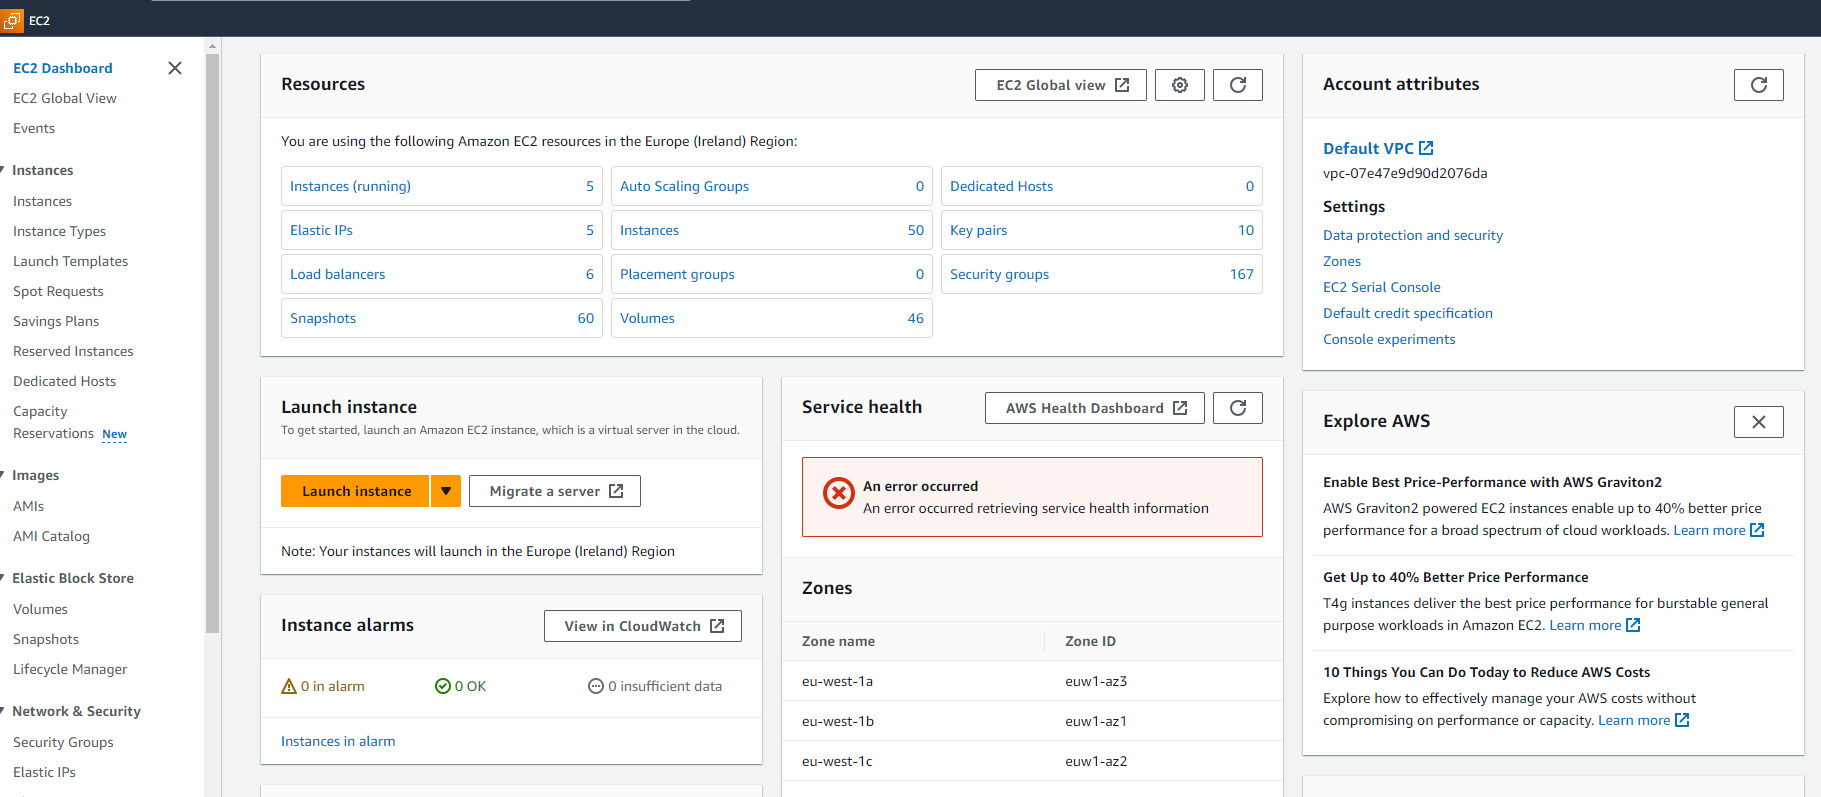 EC2
EC2 Dashboard
EC2 Global View
Events
Instances
Instances
Instance Types
Launch Templates
Spot Requests
Savings Plans
Reserved Instances
Dedicated Hosts
Capacity
Reservations New
Images
AMIs
AMI Catalog
Elastic Block Store
Volumes
Snapshots
Lifecycle Manager
Network & Security
Security Groups
Elastic IPs
Resources
EC2 Global view
You are using the following Amazon EC2 resources in the Europe (Ireland) Region:
Instances (running) 5
Auto Scaling Groups 0
Dedicated Hosts 0
Elastic IPs 5
Instances 50
Key pairs 10
Load balancers 6
Placement groups 0
Security groups 167
Snapshots 60
Volumes 46
Launch instance
To get started, launch an Amazon EC2 instance, which is a virtual server in the cloud.
Launch instance
Migrate a server
Note: Your instances will launch in the Europe (Ireland) Region
Instance alarms
View in CloudWatch
0 in alarm
0 OK
0 insufficient data
Instances in alarm
Service health
AWS Health Dashboard
An error occurred
An error occurred retrieving service health information
Zones
Zone name Zone ID
eu-west-1a euw1-az3
eu-west-1b euw1-az1
eu-west-1c euw1-az2
Account attributes
Default VPC
vpc-07e47e9d90d2076da
Settings
Data protection and security
Zones
EC2 Serial Console
Default credit specification
Console experiments
Explore AWS
Enable Best Price-Performance with AWS Graviton2
AWS Graviton2 powered EC2 instances enable up to 40% better price
performance for a broad spectrum of cloud workloads. Learn more
Get Up to 40% Better Price Performance
T4g instances deliver the best price performance for burstable general
purpose workloads in Amazon EC2. Learn more
10 Things You Can Do Today to Reduce AWS Costs
Explore how to effectively manage your AWS costs without
compromising on performance or capacity. Learn more